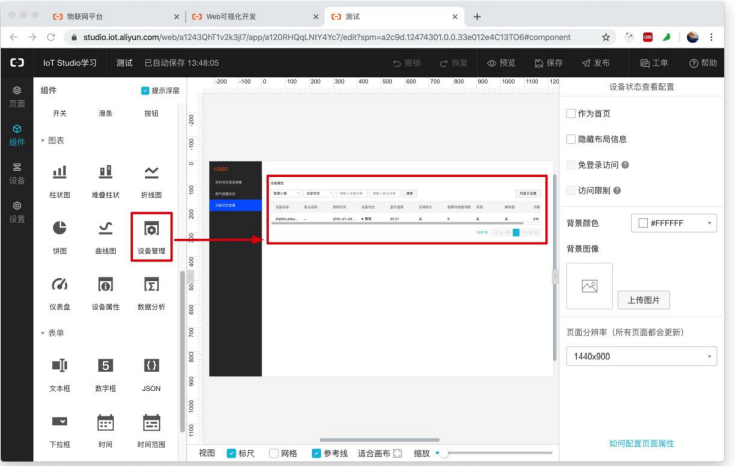 物联网平台
Web可视化开发
测试
studio.iot.aliyun.com/web/a1243QhT1v2k3jl7/app/a120RHQqLNtY4Yc7/edit?spm=a2c9d.12474301.0.0.33e012e4C13TO6#component
120
IoT Studio学习 测试 已自动保存 13:48:05
撤销 恢复 预览 保存 发布 工单 帮助
页面
组件
设备
设置
组件 提示浮层
开关 滑条 按钮
图表
柱状图 堆叠柱状 折线图
饼图 曲线图 设备管理
仪表盘 设备属性 数据分析
表单
文本框 数字框 JSON
下拉框 时间 时间范围
-200 -100 0 100 200 300 400 500 600 700 800 900 1000 1100 1200
-200
-100
0
100
200
300
400
500
600
700
800
900
1000
1100
LOGO
视图 标尺 网格 参考线 适合画布 缩放
设备状态查看配置
作为首页
隐藏布局信息
免登录访问
访问限制
背景颜色 #FFFFFF
背景图像
上传图片
页面分辨率（所有页面都会更新）
1440x900
如何配置页面属性